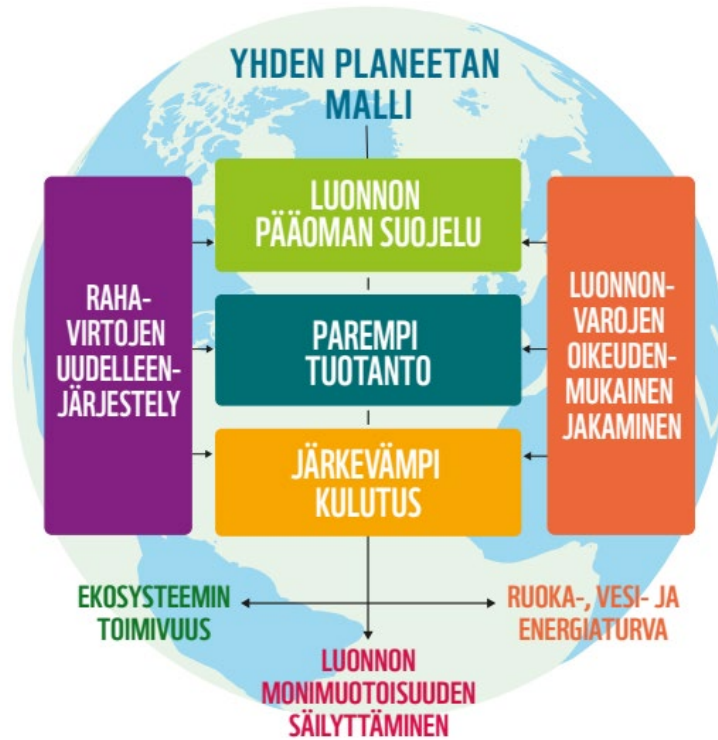 YHDEN PLANEETAN
MALLI
LUONNON
PÄÄOMAN SUOJELU
RAHA-
VIRTOJEN
UUDELLEEN-
JÄRJESTELY
PAREMPI
TUOTANTO
LUONNON-
VAROJEN
OIKEUDEN-
MUKAINEN
JAKAMINEN
JÄRKEVÄMPI
KULUTUS
EKOSYSTEEMIN
TOIMIVUUS
RUOKA-, VESI- JA
ENERGIATURVA
LUONNON
MONIMUOTOISUUDEN
SÄILYTTÄMINEN